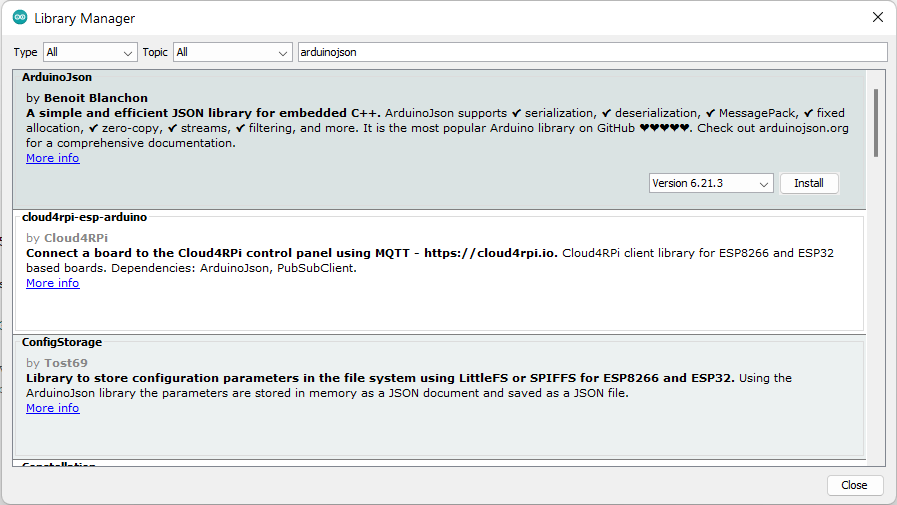 Library Manager
Type All Topic All arduinojson
ArduinoJson
by Benoit Blanchon
A simple and efficient JSON library for embedded C++. ArduinoJson supports ✔ serialization, ✔ deserialization, ✔ MessagePack, ✔ fixed
allocation, ✔ zero-copy, ✔ streams, ✔ filtering, and more. It is the most popular Arduino library on GitHub ❤❤❤❤❤. Check out arduinojson.org
for a comprehensive documentation.
More info
Version 6.21.3 Install
cloud4rpi-esp-arduino
by Cloud4RPi
Connect a board to the Cloud4RPi control panel using MQTT - https://cloud4rpi.io. Cloud4RPi client library for ESP8266 and ESP32
based boards. Dependencies: ArduinoJson, PubSubClient.
More info
ConfigStorage
by Tost69
Library to store configuration parameters in the file system using LittleFS or SPIFFS for ESP8266 and ESP32. Using the
ArduinoJson library the parameters are stored in memory as a JSON document and saved as a JSON file.
More info
Constellation
Close